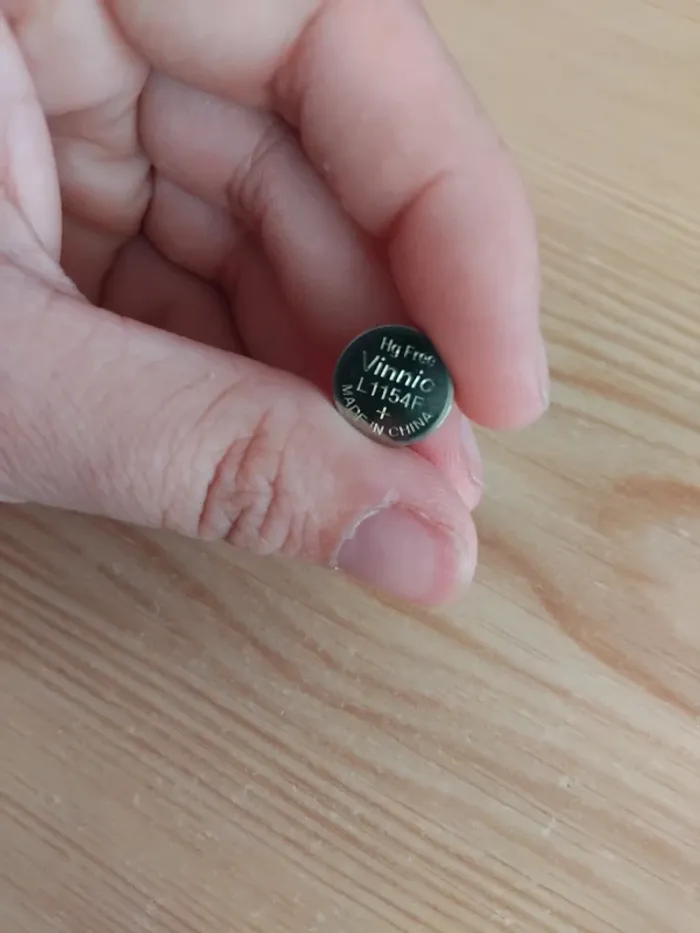 Hg Free
Vinnic
L1154F
+
MADE IN CHINA